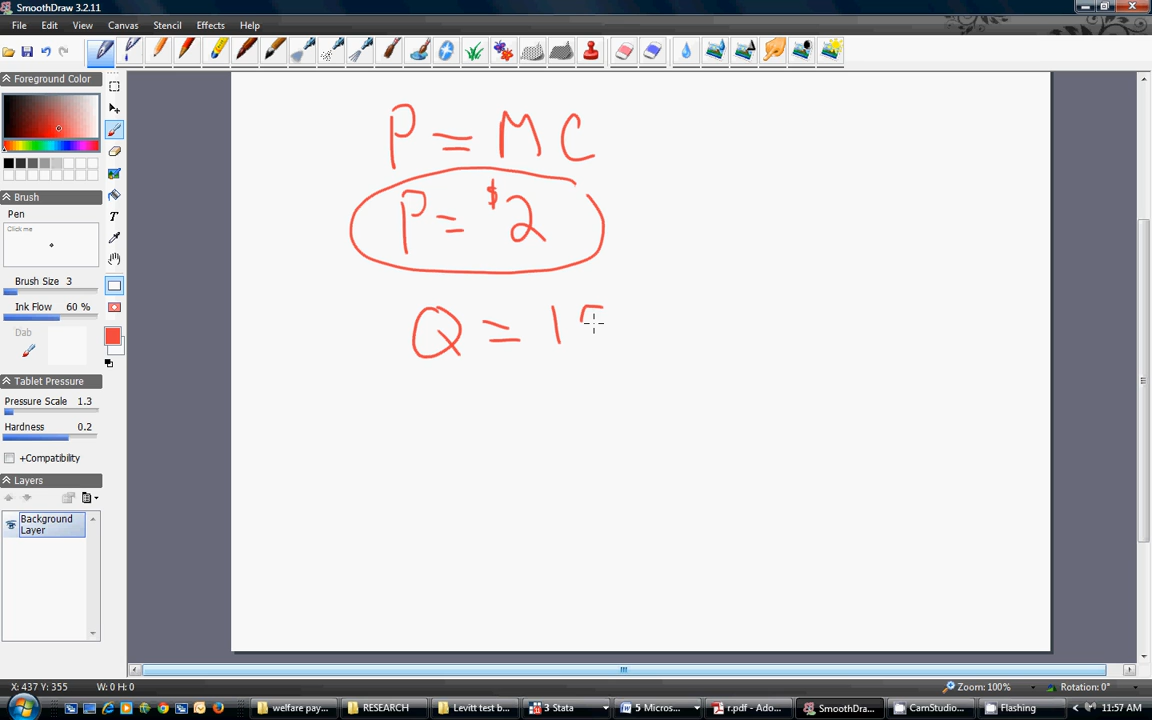 SmoothDraw 3.2.11
File Edit View Canvas Stencil Effects Help
Foreground Color
Brush
Pen
Click me
Brush Size 3
Ink Flow 60 %
Dab
Tablet Pressure
Pressure Scale 1.3
Hardness 0.2
+Compatibility
Layers
Background
Layer
P = MC
P = $2
Q = 1
X: 437 Y: 355 W: 0 H: 0
Zoom: 100% Rotation: 0°
welfare pay... RESEARCH Levitt test b... 3 Stata 5 Micros... r.pdf - Ado... SmoothDra... CamStudio... Flashing 11:57 AM